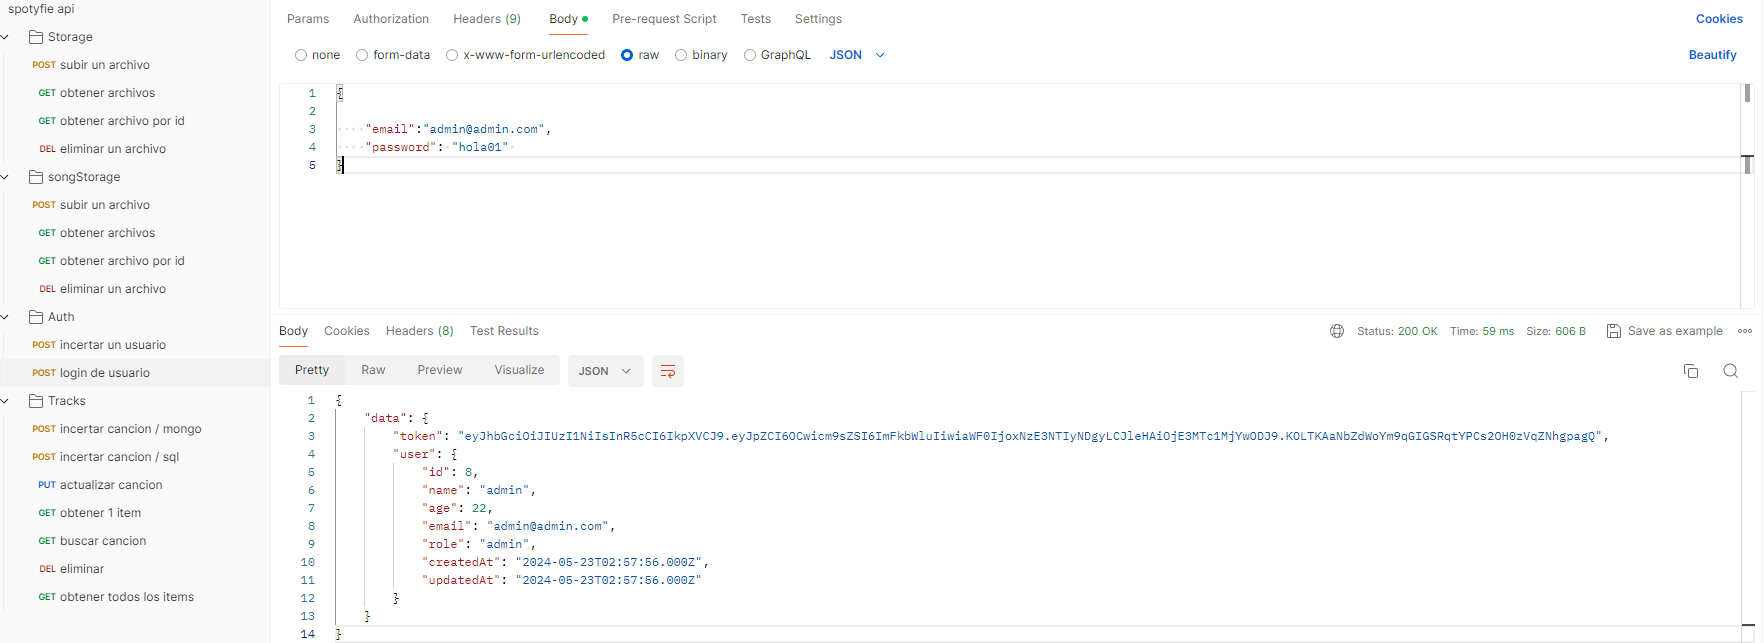 spotyfie api
Storage
POST subir un archivo
GET obtener archivos
GET obtener archivo por id
DEL eliminar un archivo
songStorage
POST subir un archivo
GET obtener archivos
GET obtener archivo por id
DEL eliminar un archivo
Auth
POST incertar un usuario
POST login de usuario
Tracks
POST incertar cancion / mongo
POST incertar cancion / sql
PUT actualizar cancion
GET obtener 1 item
GET buscar cancion
DEL eliminar
GET obtener todos los items
Params Authorization Headers (9) Body Pre-request Script Tests Settings Cookies
none form-data x-www-form-urlencoded raw binary GraphQL JSON Beautify
1 {
2
3 "email":"admin@admin.com",
4 "password": "hola01"
5 }
Body Cookies Headers (8) Test Results Status: 200 OK Time: 59 ms Size: 606 B Save as example
Pretty Raw Preview Visualize JSON
1 {
2 "data": {
3 "token": "eyJhbGciOiJIUzI1NiIsInR5cCI6IkpXVCJ9.eyJpZCI6OCwicm9sZSI6ImFkbWluIiwiaWF0IjoxNzE3NTIyNDgyLCJleHAiOjE3MTc1MjYwODJ9.KOLTKAaNbZdWoYm9qGIGSRqtYPCs2OH0zVqZNhgpagQ",
4 "user": {
5 "id": 8,
6 "name": "admin",
7 "age": 22,
8 "email": "admin@admin.com",
9 "role": "admin",
10 "createdAt": "2024-05-23T02:57:56.000Z",
11 "updatedAt": "2024-05-23T02:57:56.000Z"
12 }
13 }
14 }